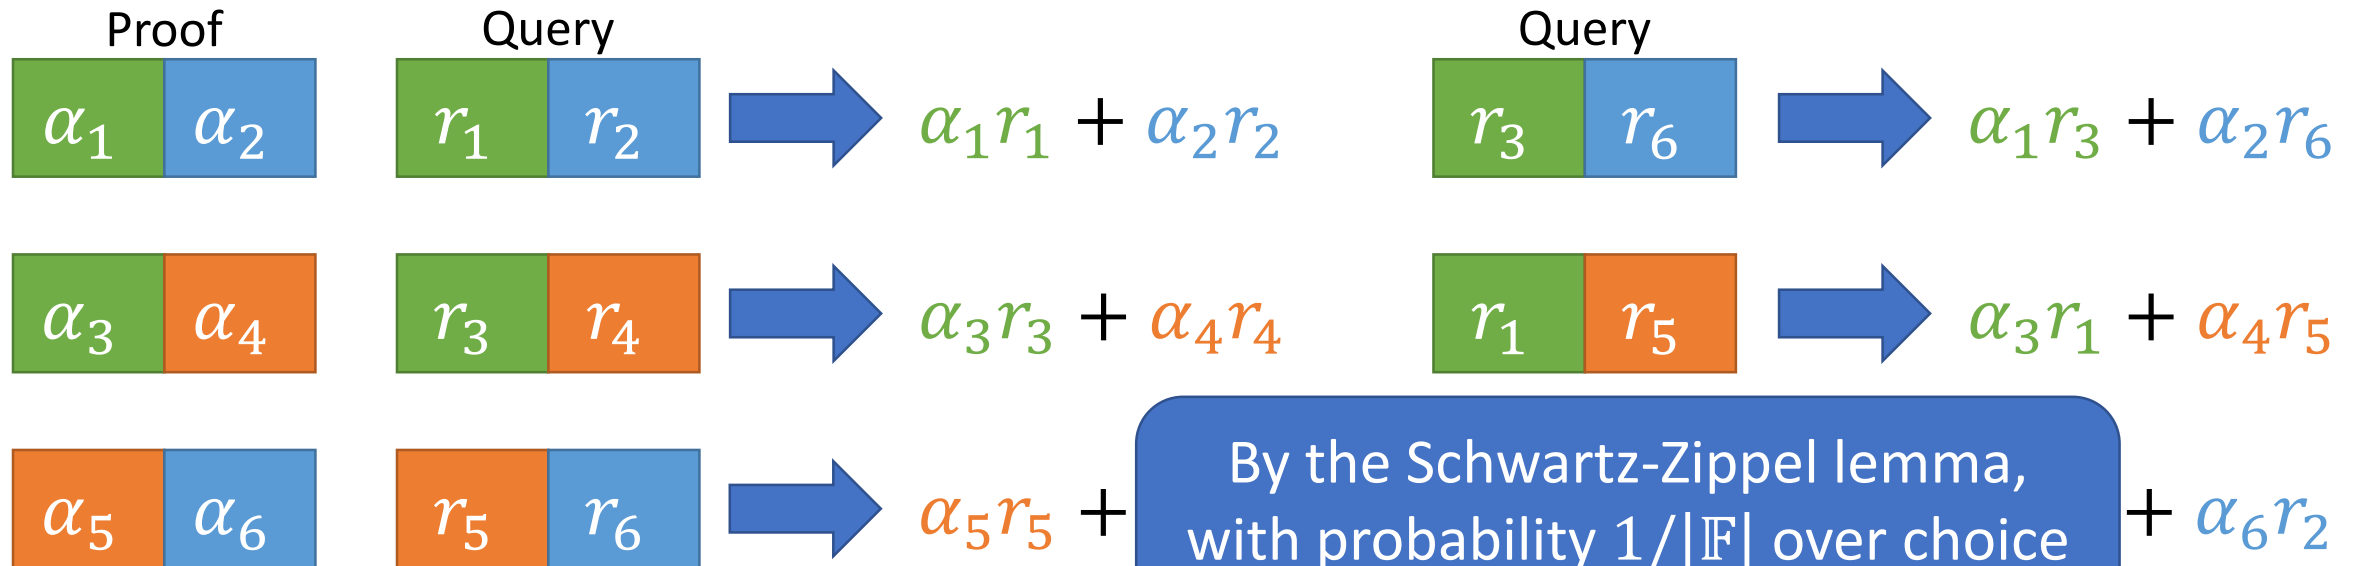 Proof Query Query
α₁ α₂ r₁ r₂ α₁r₁ + α₂r₂ r₃ r₆ α₁r₃ + α₂r₆
α₃ α₄ r₃ r₄ α₃r₃ + α₄r₄ r₁ r₅ α₃r₁ + α₄r₅
α₅ α₆ r₅ r₆ α₅r₅ + + α₆r₂
By the Schwartz-Zippel lemma,
with probability 1/|𝔽| over choice